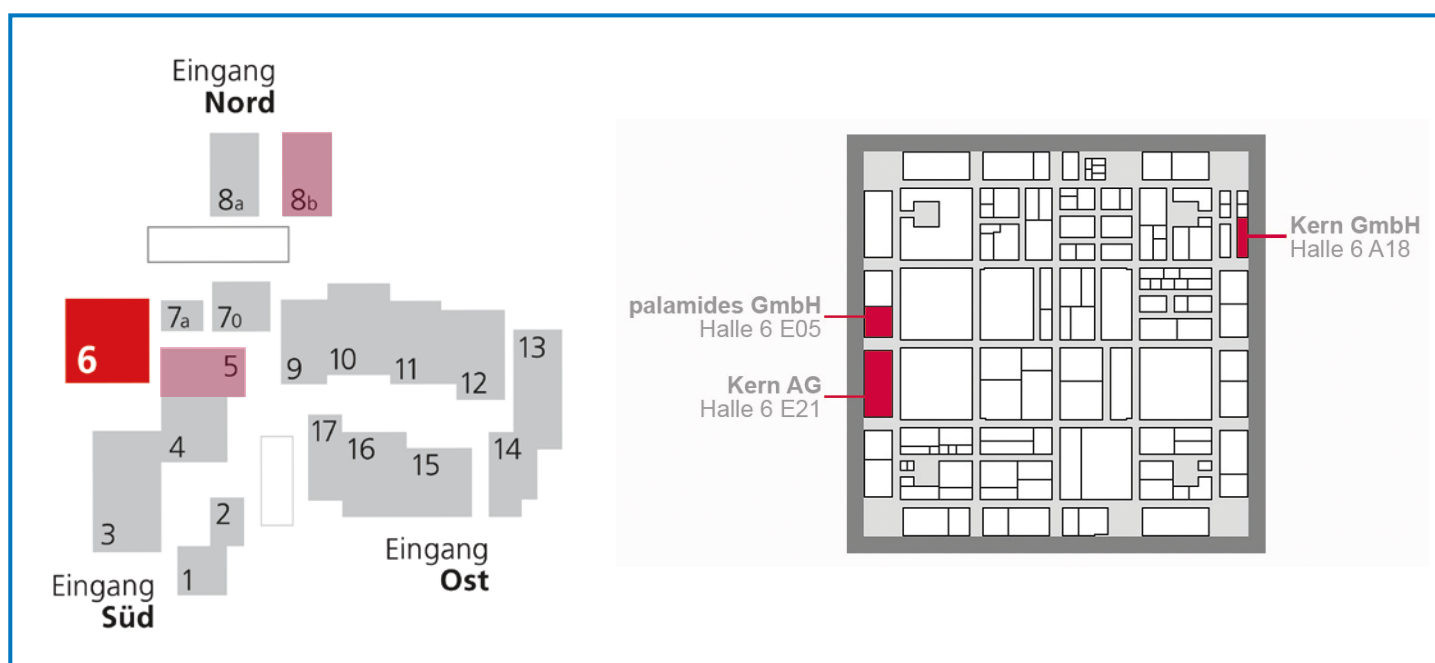 Eingang
Nord
8a
8b
6
7a
70
5
9
10
11
12
13
4
3
17
16
15
14
2
1
Eingang
Ost
Eingang
Süd
Kern GmbH
Halle 6 A18
palamides GmbH
Halle 6 E05
Kern AG
Halle 6 E21